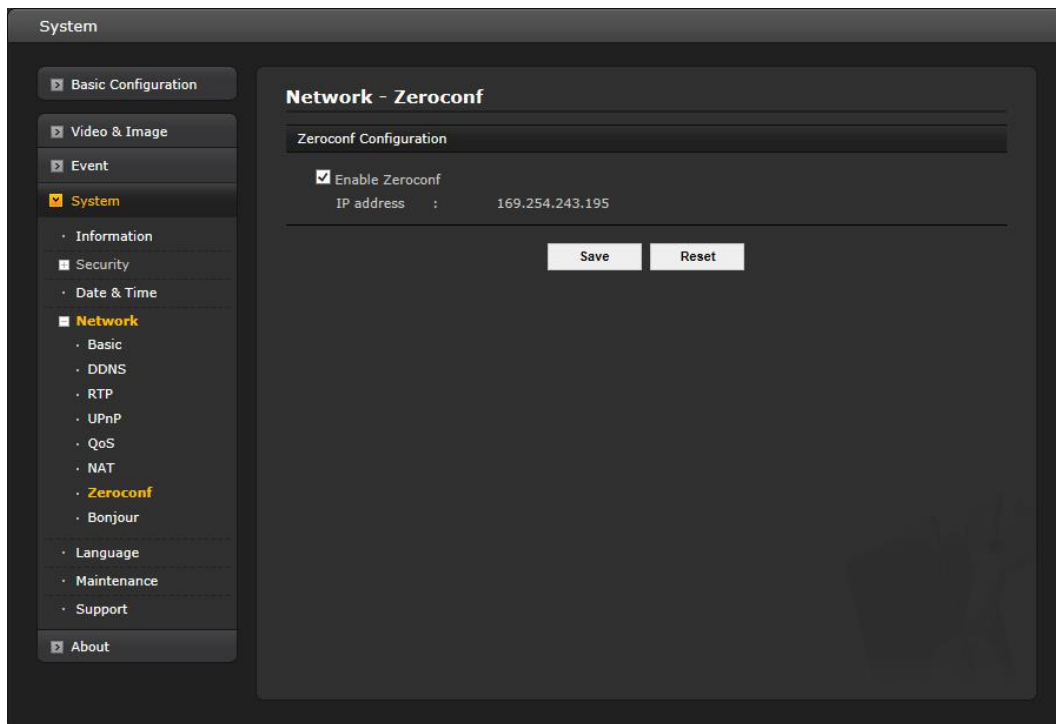 System
Basic Configuration
Video & Image
Event
System
· Information
Security
· Date & Time
Network
· Basic
· DDNS
· RTP
· UPnP
· QoS
· NAT
· Zeroconf
· Bonjour
· Language
· Maintenance
· Support
About
Network - Zeroconf
Zeroconf Configuration
Enable Zeroconf
IP address : 169.254.243.195
Save Reset